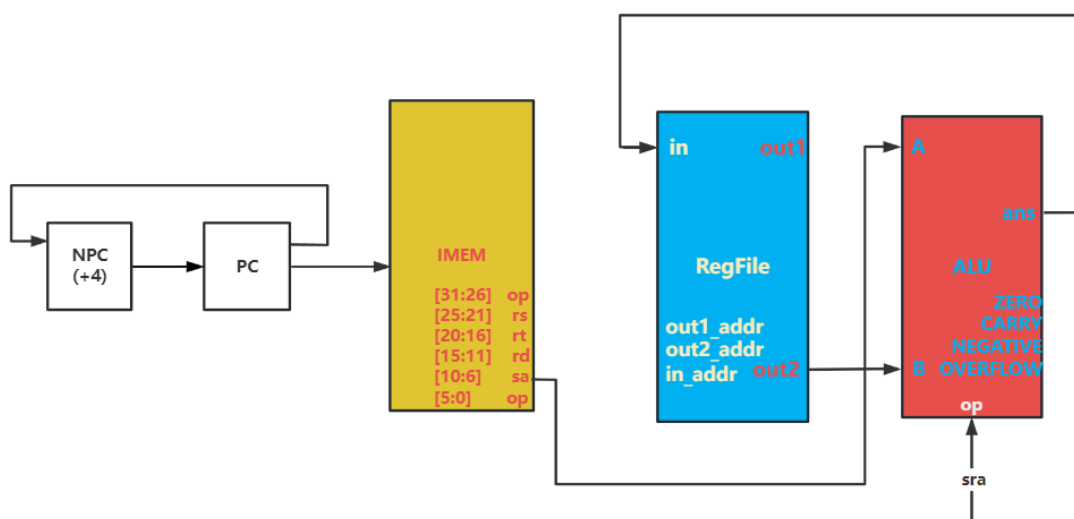 NPC
(+4)
PC
IMEM
[31:26] op
[25:21] rs
[20:16] rt
[15:11] rd
[10:6] sa
[5:0] op
in
out1
RegFile
out1_addr
out2_addr
in_addr
out2
A
ans
ALU
ZERO
CARRY
NEGATIVE
B OVERFLOW
op
sra